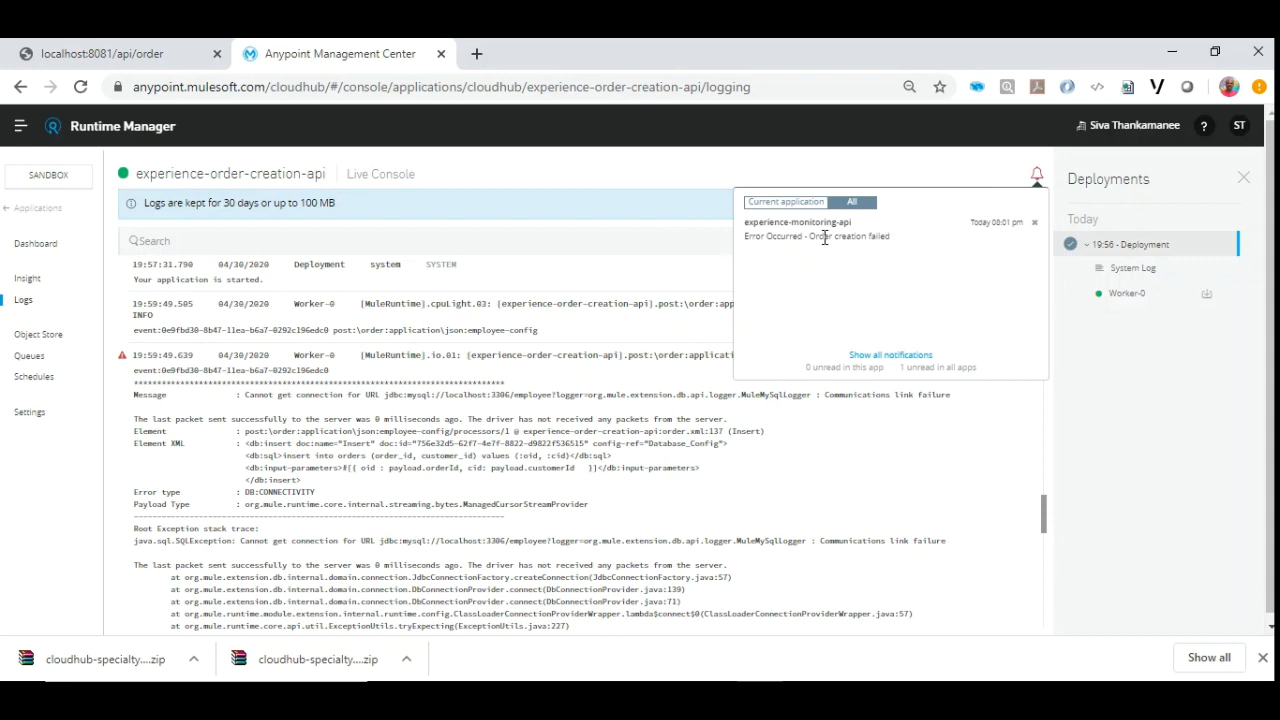 localhost:8081/api/order
Anypoint Management Center
anypoint.mulesoft.com/cloudhub/#/console/applications/cloudhub/experience-order-creation-api/logging
Runtime Manager
Siva Thankamanee
?
ST
SANDBOX
Applications
Dashboard
Insight
Logs
Object Store
Queues
Schedules
Settings
experience-order-creation-api
Live Console
Logs are kept for 30 days or up to 100 MB
Search
19:57:31.790 04/30/2020 Deployment system SYSTEM
Your application is started.
19:59:49.505 04/30/2020 Worker-0 [MuleRuntime].cpuLight.03: [experience-order-creation-api].post:\order:app
INFO
event:0e9fbd30-8b47-11ea-b6a7-0292c196edc0 post:\order:application\json:employee-config
19:59:49.639 04/30/2020 Worker-0 [MuleRuntime].io.01: [experience-order-creation-api].post:\order:applicati
event:0e9fbd30-8b47-11ea-b6a7-0292c196edc0
********************************************************************************
Message : Cannot get connection for URL jdbc:mysql://localhost:3306/employee?logger=org.mule.extension.db.api.logger.MuleMySqlLogger : Communications link failure
The last packet sent successfully to the server was 0 milliseconds ago. The driver has not received any packets from the server.
Element : post:\order:application\json:employee-config/processors/1 @ experience-order-creation-api:order.xml:137 (Insert)
Element XML : <db:insert doc:name="Insert" doc:id="756e32d5-62f7-4e7f-8822-d9822f536515" config-ref="Database_Config">
<db:sql>insert into orders (order_id, customer_id) values (:oid, :cid)</db:sql>
<db:input-parameters>#[{ oid : payload.orderId, cid: payload.customerId }]</db:input-parameters>
</db:insert>
Error type : DB:CONNECTIVITY
Payload Type : org.mule.runtime.core.internal.streaming.bytes.ManagedCursorStreamProvider
--------------------------------------------------------------------------------
Root Exception stack trace:
java.sql.SQLException: Cannot get connection for URL jdbc:mysql://localhost:3306/employee?logger=org.mule.extension.db.api.logger.MuleMySqlLogger : Communications link failure
The last packet sent successfully to the server was 0 milliseconds ago. The driver has not received any packets from the server.
at org.mule.extension.db.internal.domain.connection.JdbcConnectionFactory.createConnection(JdbcConnectionFactory.java:57)
at org.mule.extension.db.internal.domain.connection.DbConnectionProvider.connect(DbConnectionProvider.java:139)
at org.mule.extension.db.internal.domain.connection.DbConnectionProvider.connect(DbConnectionProvider.java:71)
at org.mule.runtime.module.extension.internal.runtime.config.ClassLoaderConnectionProviderWrapper.lambda$connect$0(ClassLoaderConnectionProviderWrapper.java:57)
at org.mule.runtime.core.api.util.ExceptionUtils.tryExpecting(ExceptionUtils.java:227)
Current application All
experience-monitoring-api Today 08:01 pm
Error Occurred - Order creation failed
Show all notifications
0 unread in this app 1 unread in all apps
Deployments
Today
19:56 - Deployment
System Log
Worker-0
cloudhub-specialty....zip
cloudhub-specialty....zip
Show all